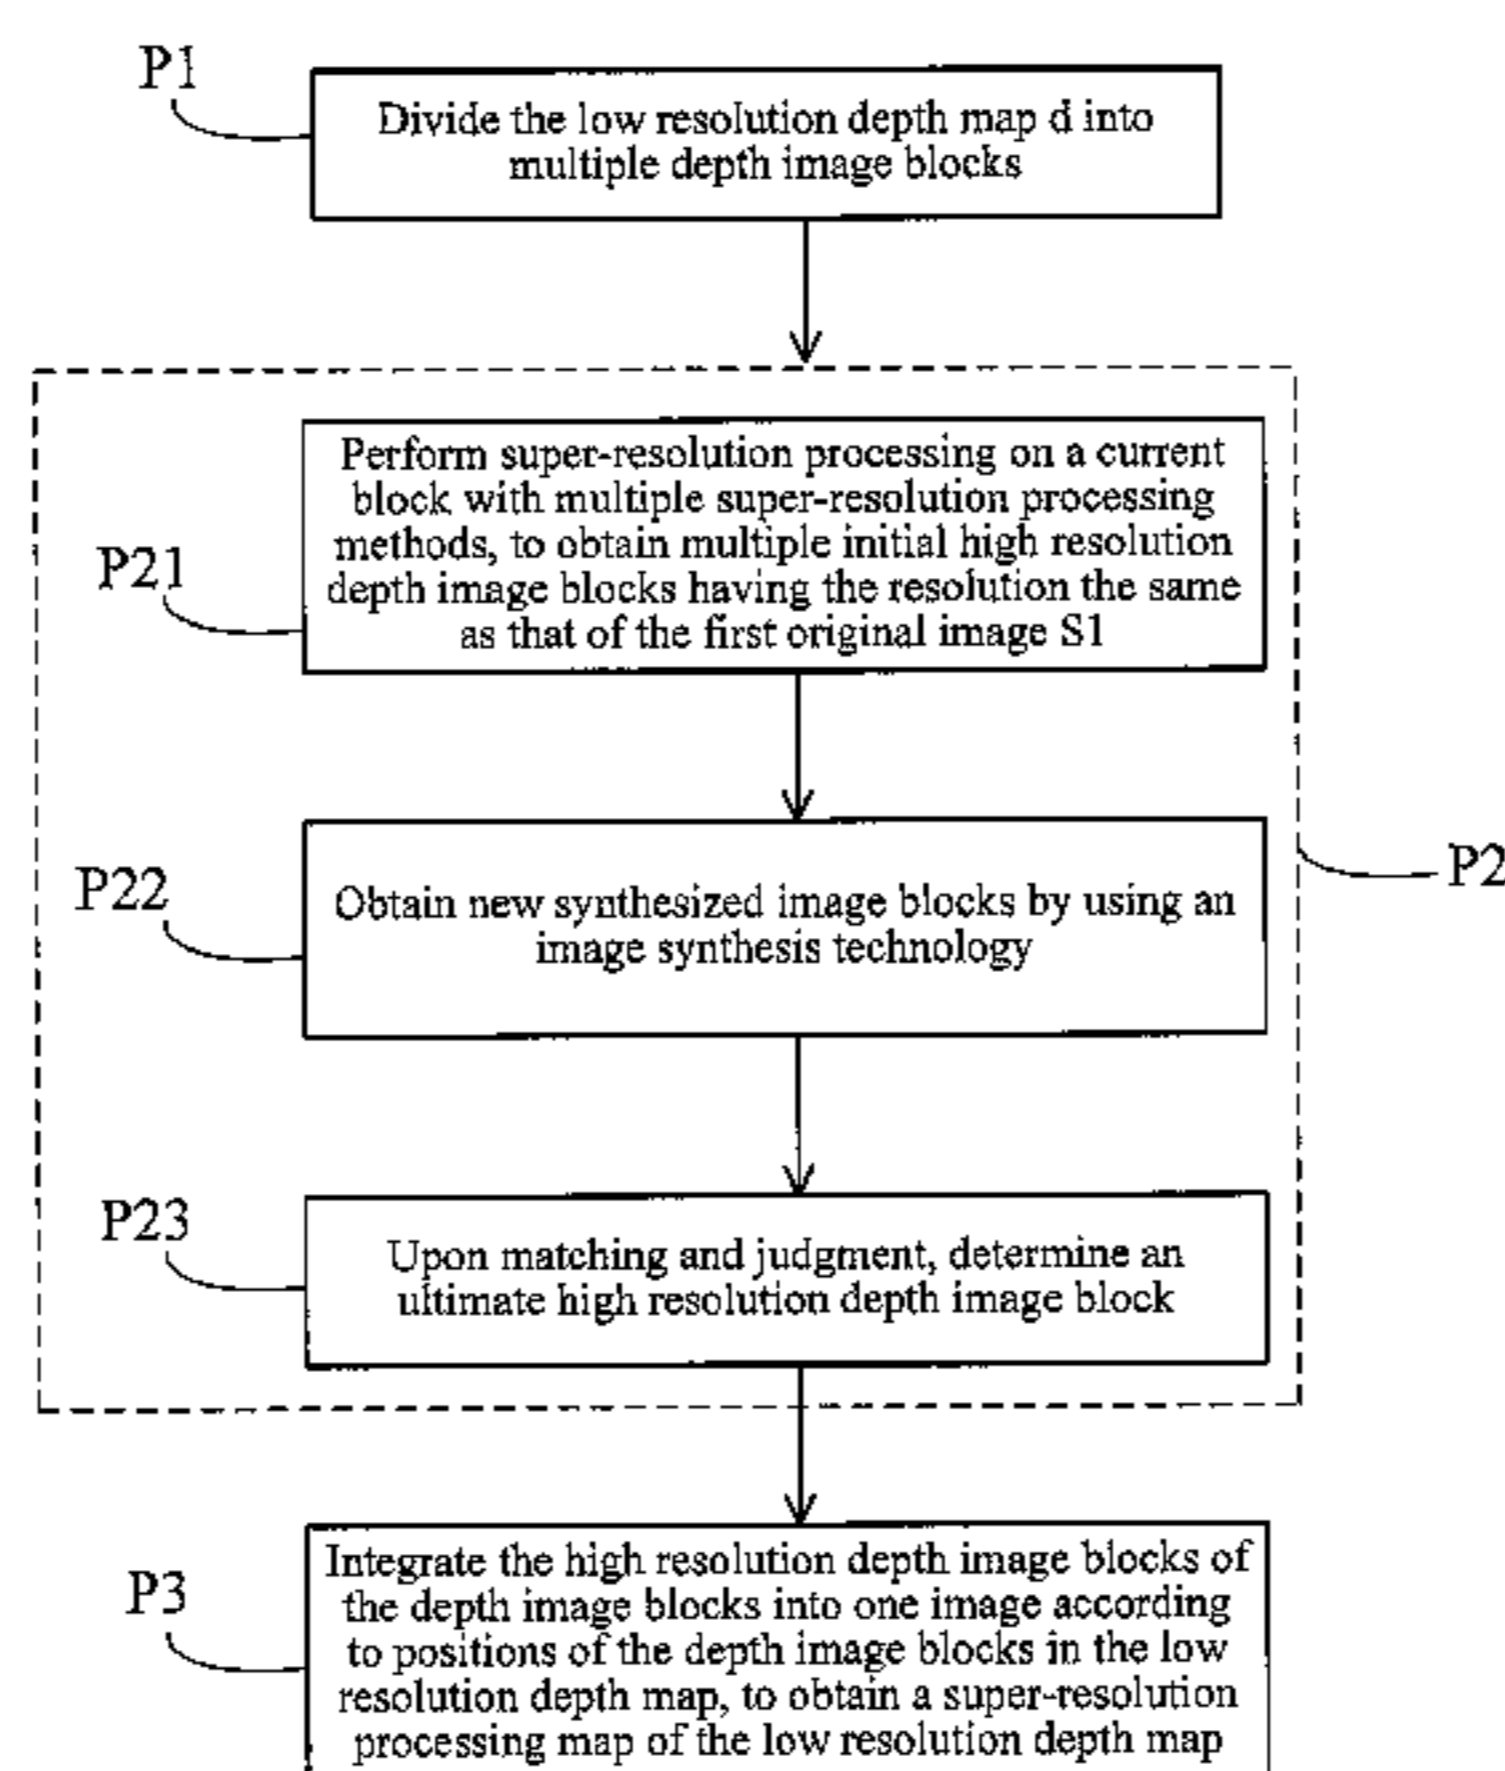 P1
Divide the low resolution depth map d into
multiple depth image blocks
Perform super-resolution processing on a current
block with multiple super-resolution processing
methods, to obtain multiple initial high resolution
depth image blocks having the resolution the same
as that of the first original image S1
P21
Obtain new synthesized image blocks by using an
image synthesis technology
P22
P2
Upon matching and judgment, determine an
ultimate high resolution depth image block
P23
Integrate the high resolution depth image blocks of
the depth image blocks into one image according
to positions of the depth image blocks in the low
resolution depth map, to obtain a super-resolution
processing map of the low resolution depth map
P3